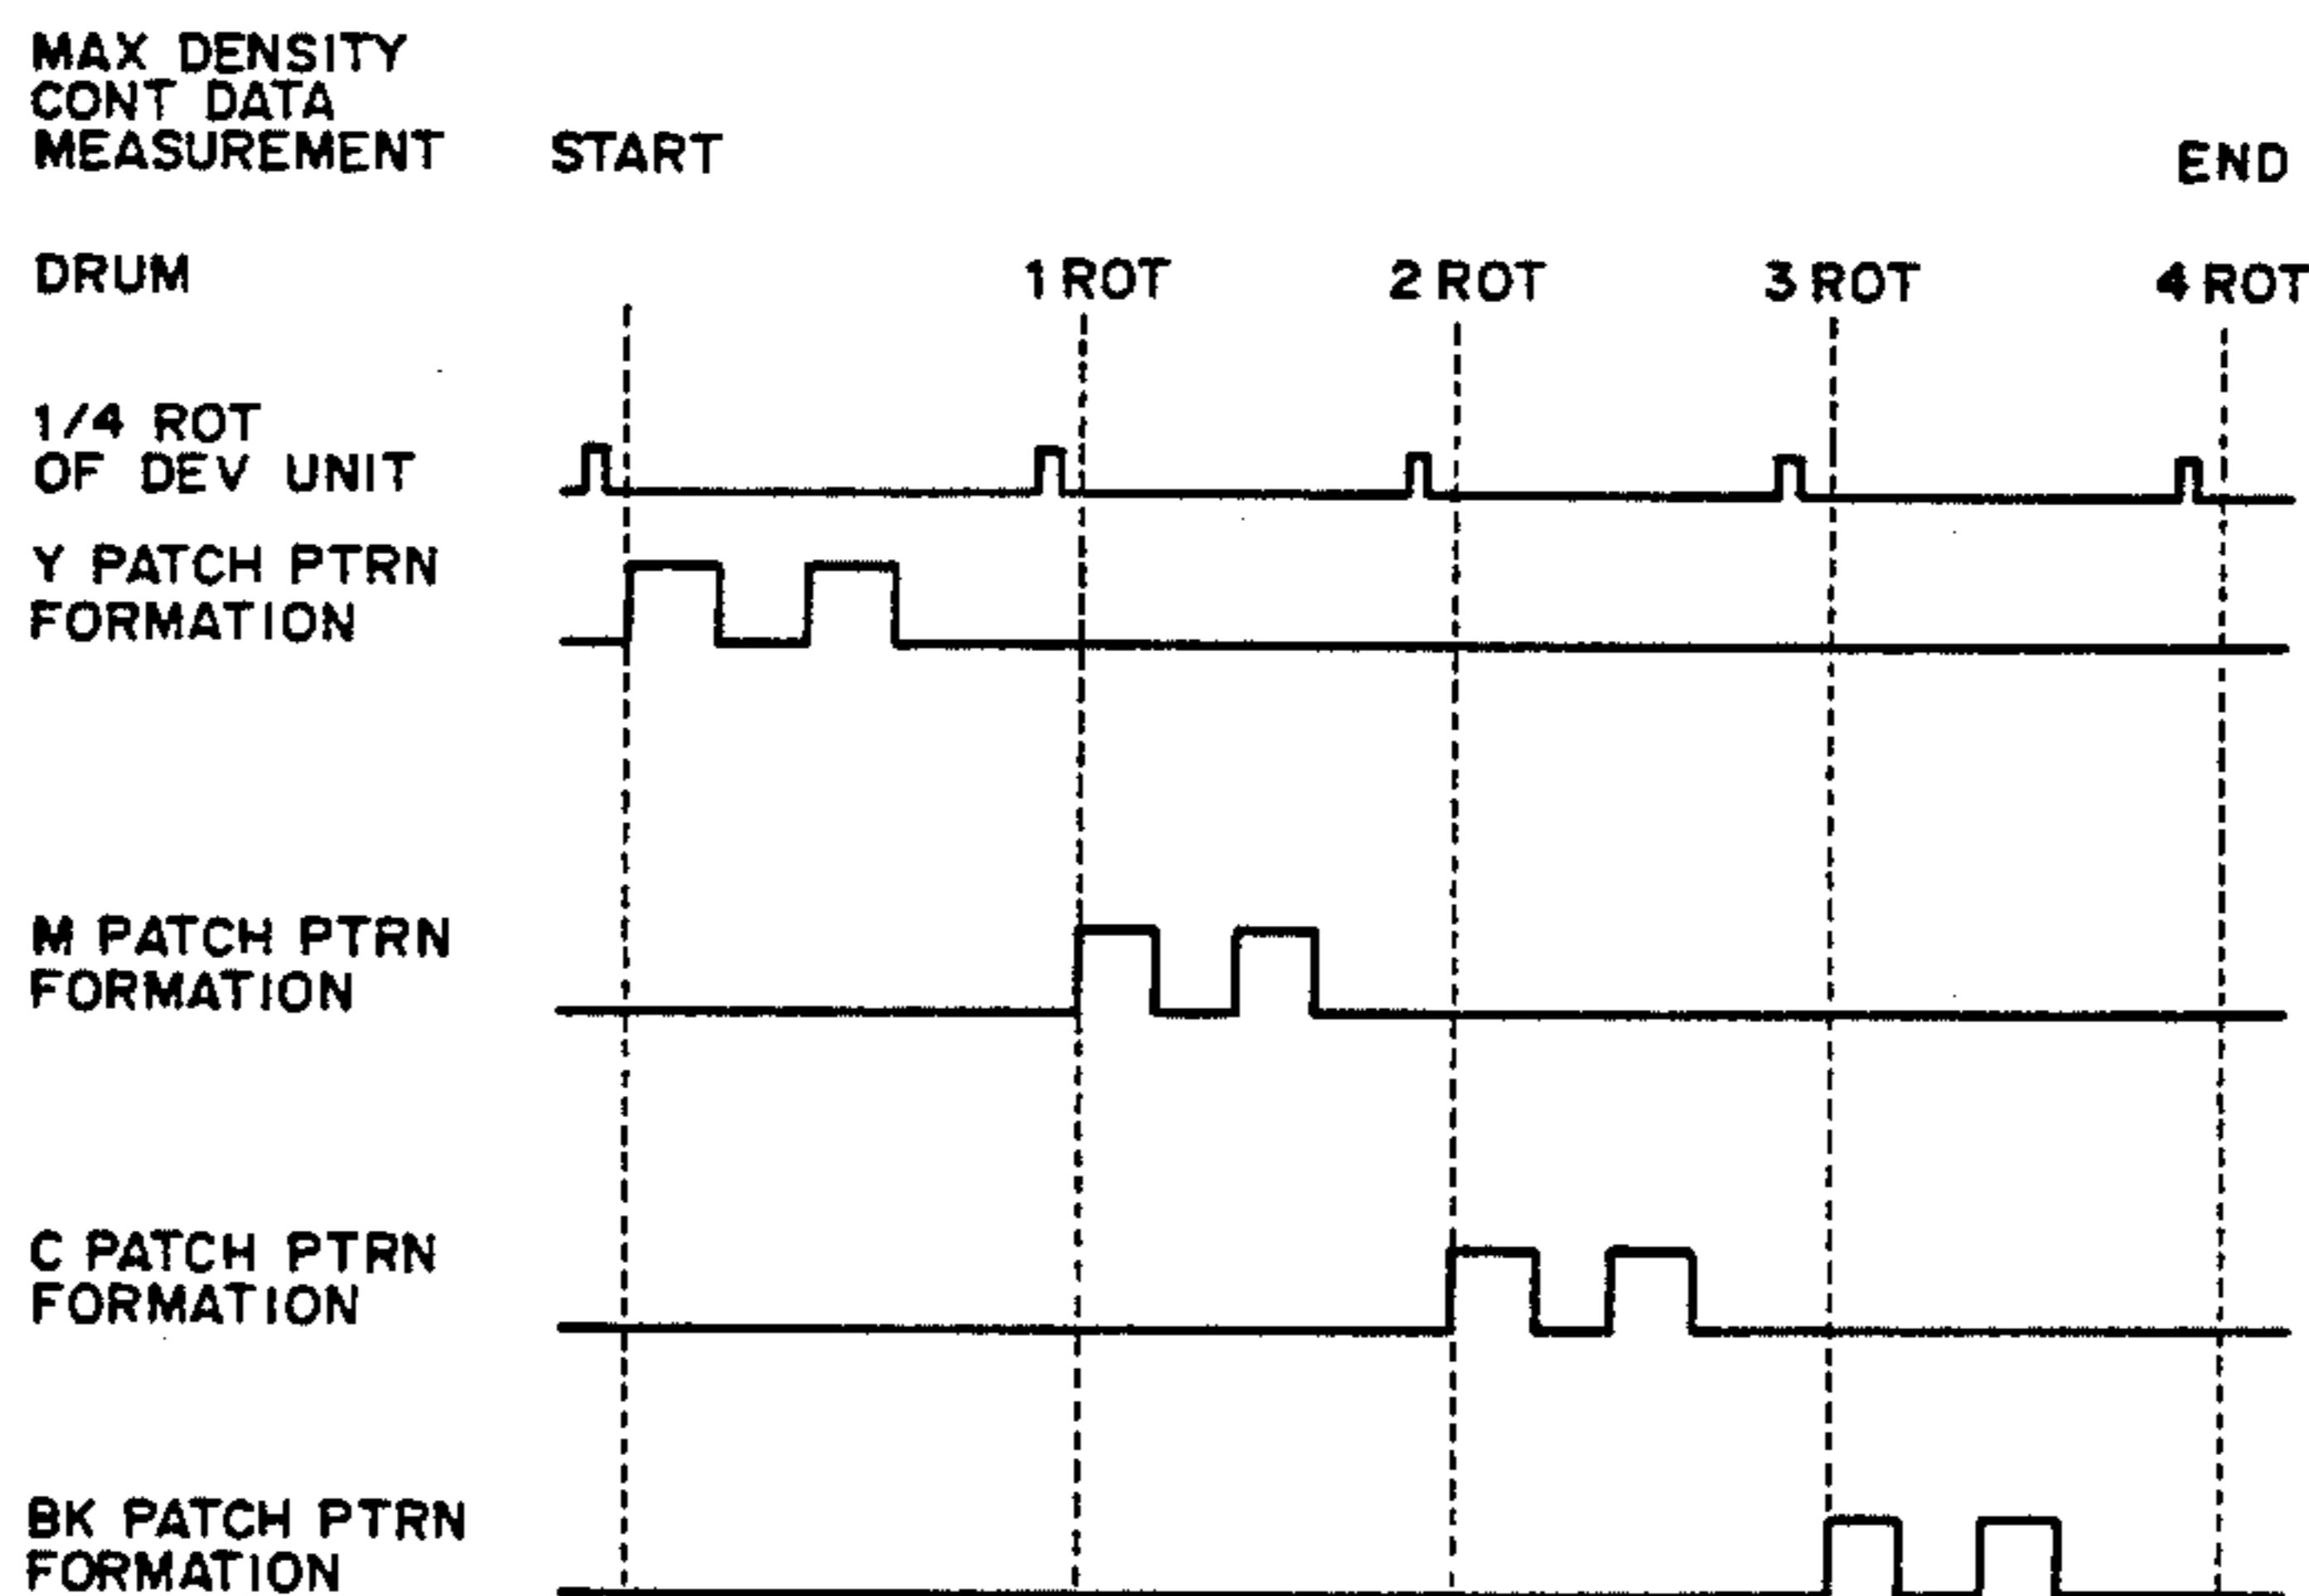 MAX DENSITY
CONT DATA
MEASUREMENT START END
DRUM 1 ROT 2 ROT 3 ROT 4 ROT
1/4 ROT
OF DEV UNIT
Y PATCH PTRN
FORMATION
M PATCH PTRN
FORMATION
C PATCH PTRN
FORMATION
BK PATCH PTRN
FORMATION